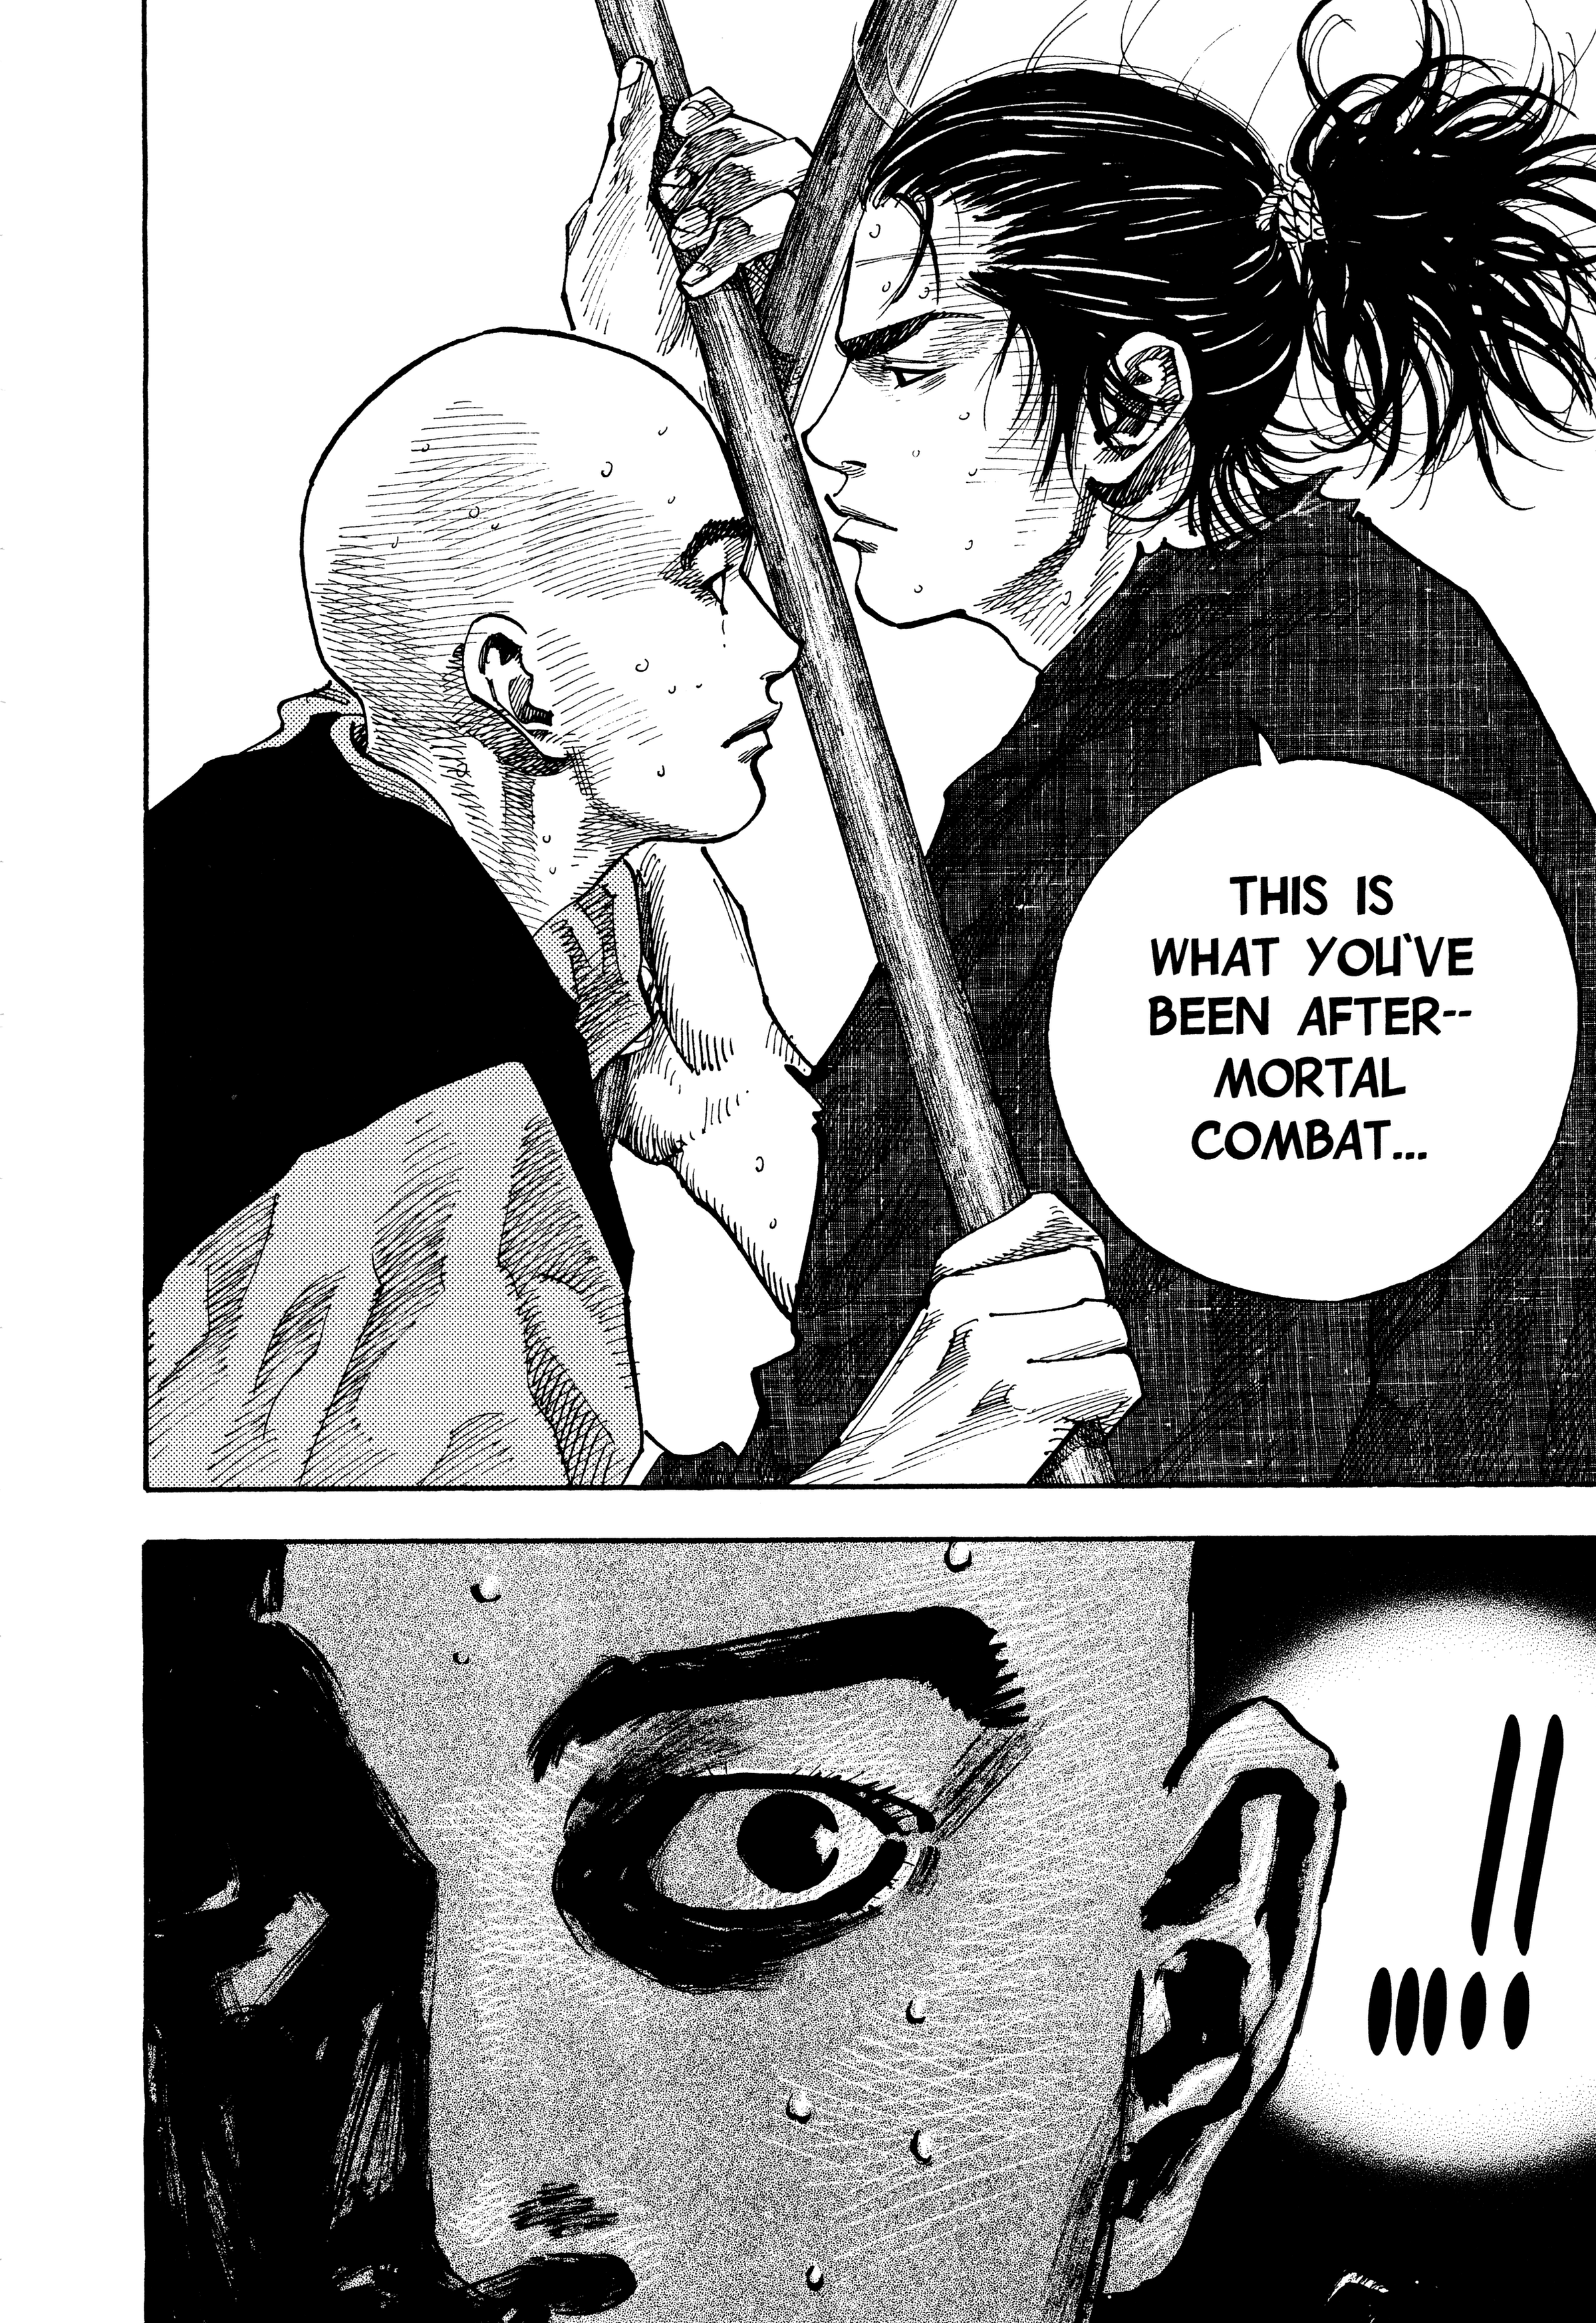 THIS IS
WHAT YOU'VE
BEEN AFTER--
MORTAL
COMBAT...
!!